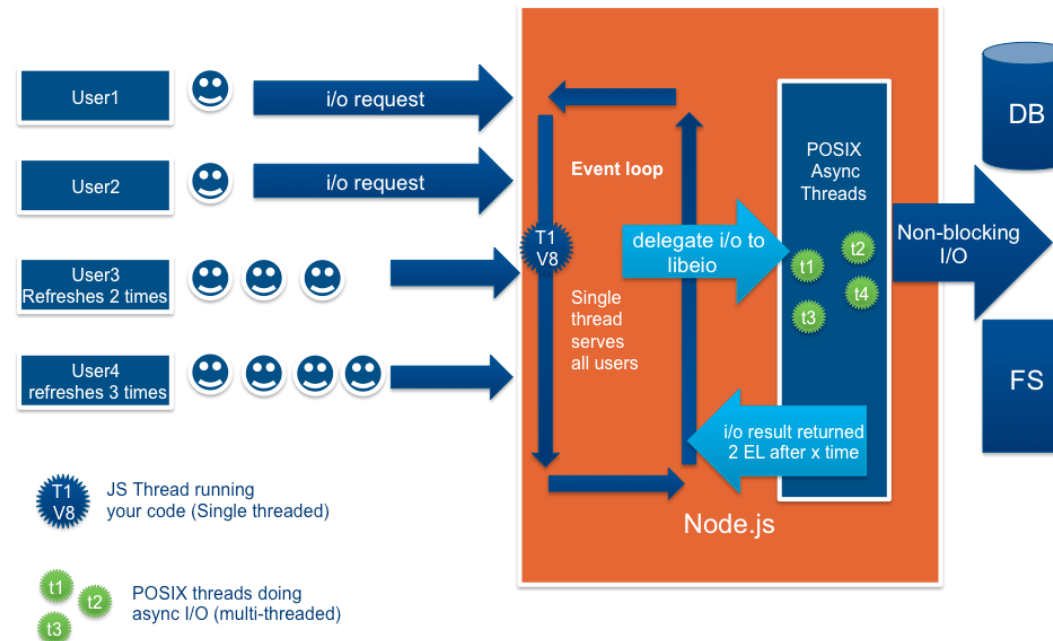 User1
i/o request
User2
i/o request
User3
Refreshes 2 times
User4
refreshes 3 times
T1
V8
Event loop
Single
thread
serves
all users
delegate i/o to
libeio
POSIX
Async
Threads
t1
t2
t3
t4
i/o result returned
2 EL after x time
Node.js
Non-blocking
I/O
DB
FS
T1
V8
JS Thread running
your code (Single threaded)
t1
t2
t3
POSIX threads doing
async I/O (multi-threaded)